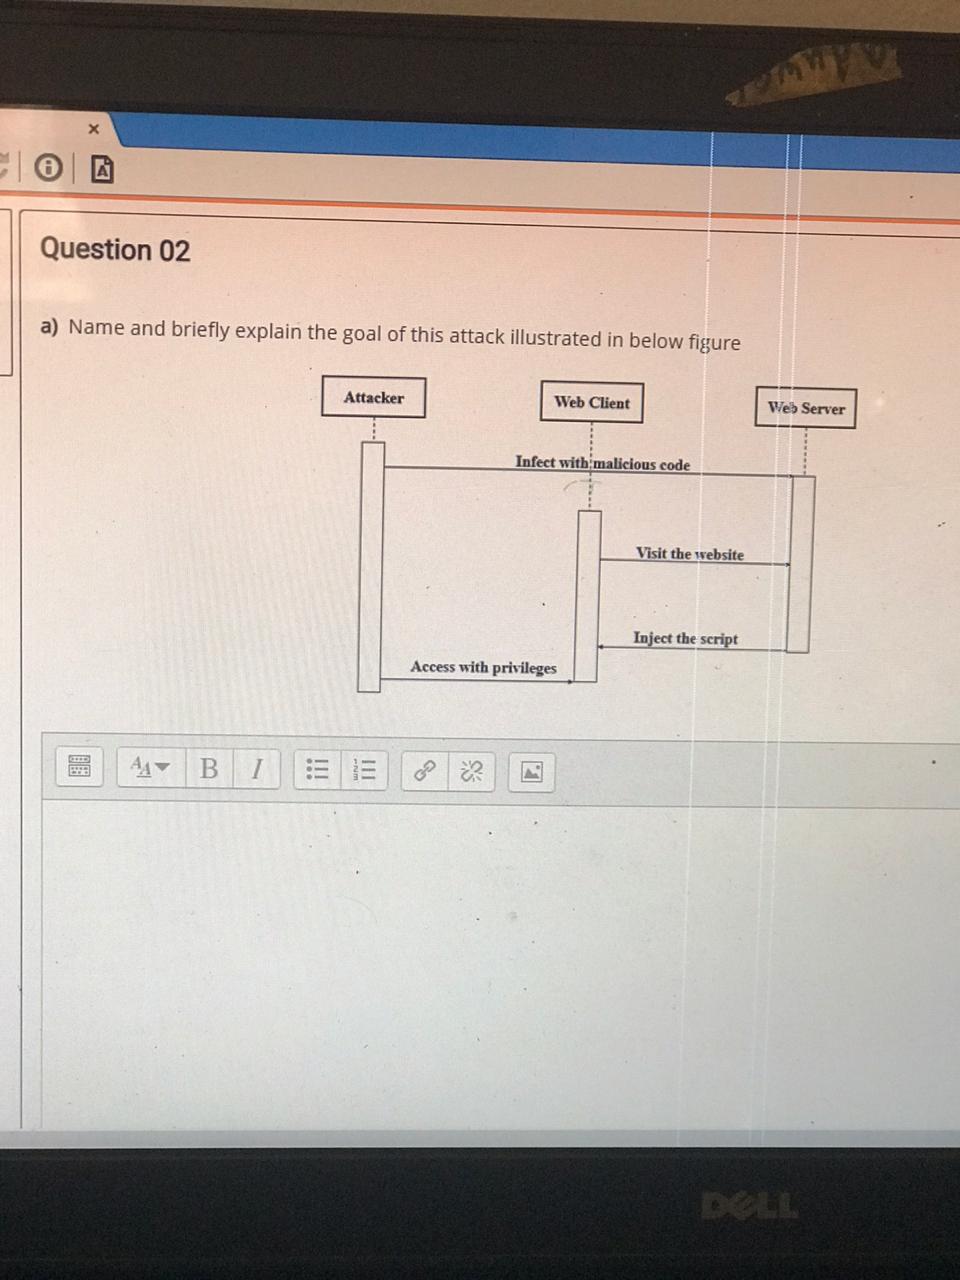 Question 02
a) Name and briefly explain the goal of this attack illustrated in below figure
Attacker
Web Client
Web Server
Infect with malicious code
Visit the website
Inject the script
Access with privileges
B I
DELL